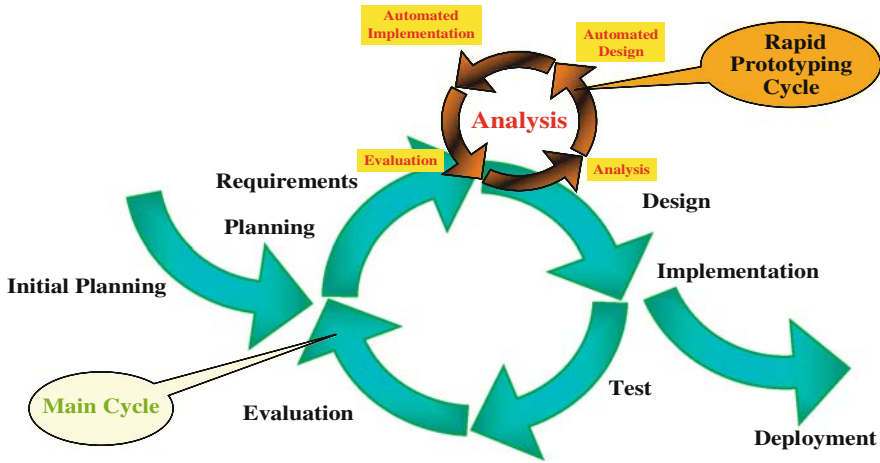 Automated
Implementation
Automated
Design
Rapid
Prototyping
Cycle
Analysis
Evaluation
Analysis
Requirements
Planning
Design
Initial Planning
Implementation
Main Cycle
Evaluation
Test
Deployment